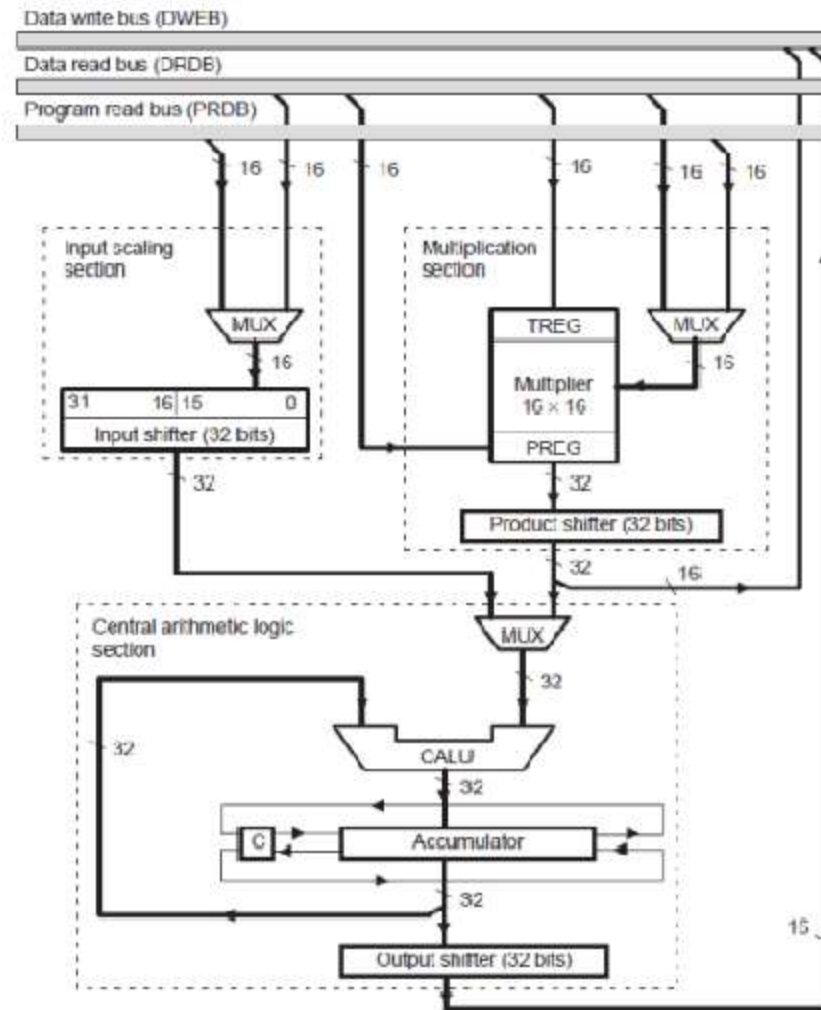 Data write bus (DWEB)
Data read bus (DRDB)
Program read bus (PRDB)
16 16 16 16 16 16
Input scaling
section
Multiplication
section
MUX
TREG
MUX
16
16
Multiplier
16 × 16
31 16 15 0
Input shifter (32 bits)
PREG
32
32
Product shifter (32 bits)
32
16
Central arithmetic logic
section
MUX
32
32
CALU
32
C
Accumulator
32
16
Output shifter (32 bits)